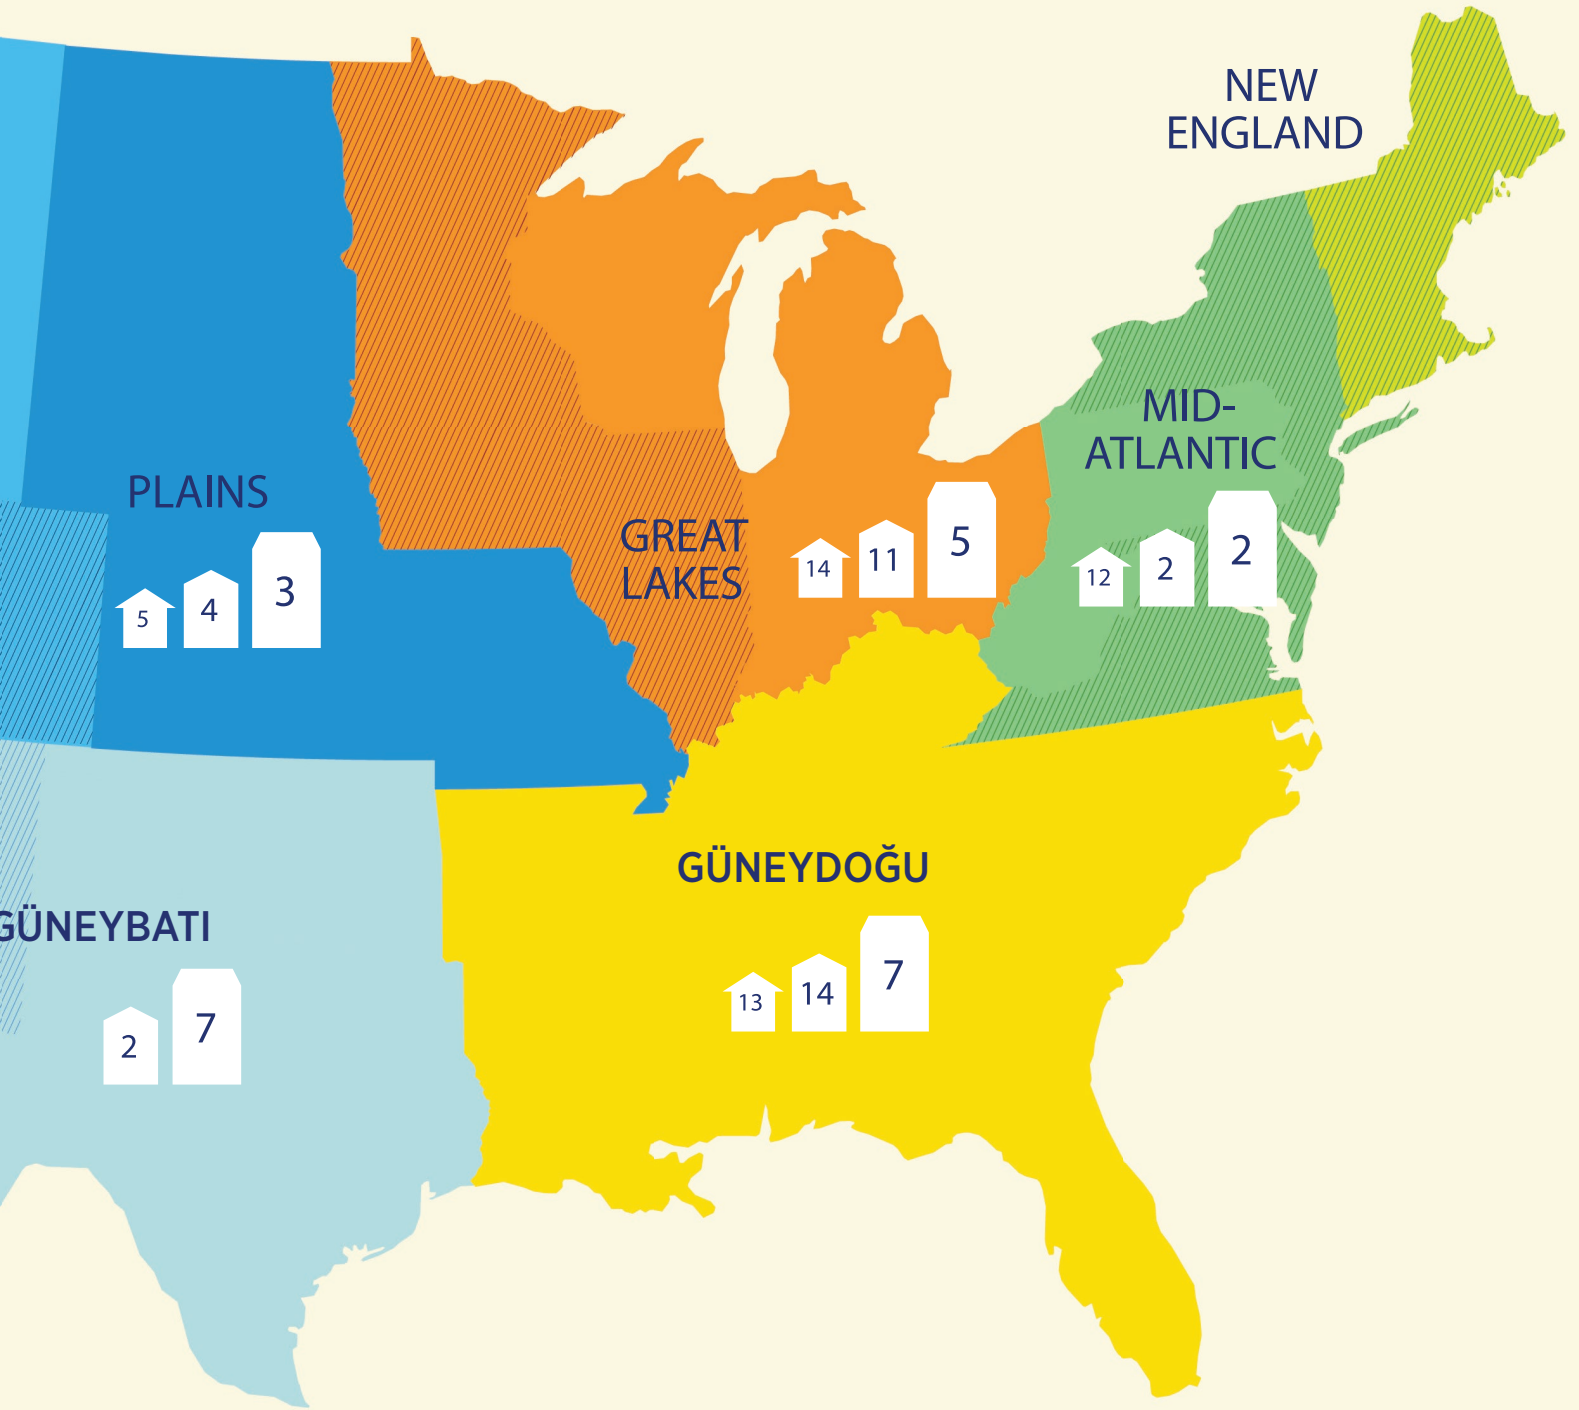 NEW
ENGLAND
MID-
ATLANTIC
12 2 2
GREAT
LAKES
14 11 5
PLAINS
5 4 3
GÜNEYDOĞU
13 14 7
GÜNEYBATI
2 7